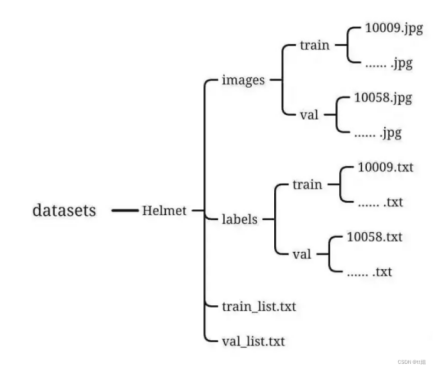 10009.jpg
train
...... .jpg
images
10058.jpg
val
...... .jpg
10009.txt
train
...... .txt
datasets
Helmet
labels
10058.txt
val
...... .txt
train_list.txt
val_list.txt